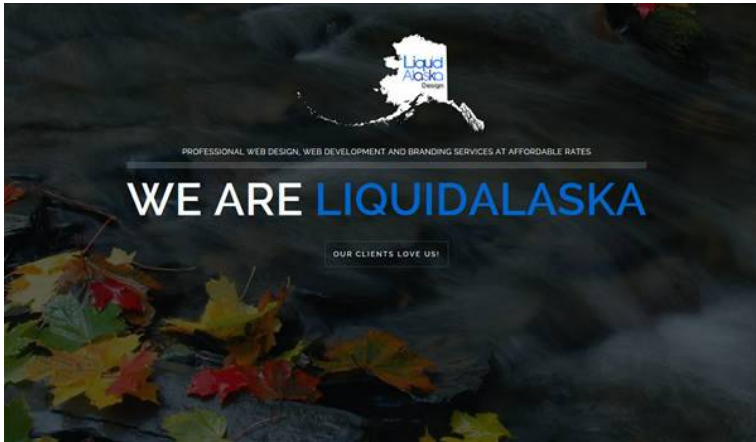 Liquid
Alaska
Design
PROFESSIONAL WEB DESIGN, WEB DEVELOPMENT AND BRANDING SERVICES AT AFFORDABLE RATES
WE ARE LIQUIDALASKA
OUR CLIENTS LOVE US!